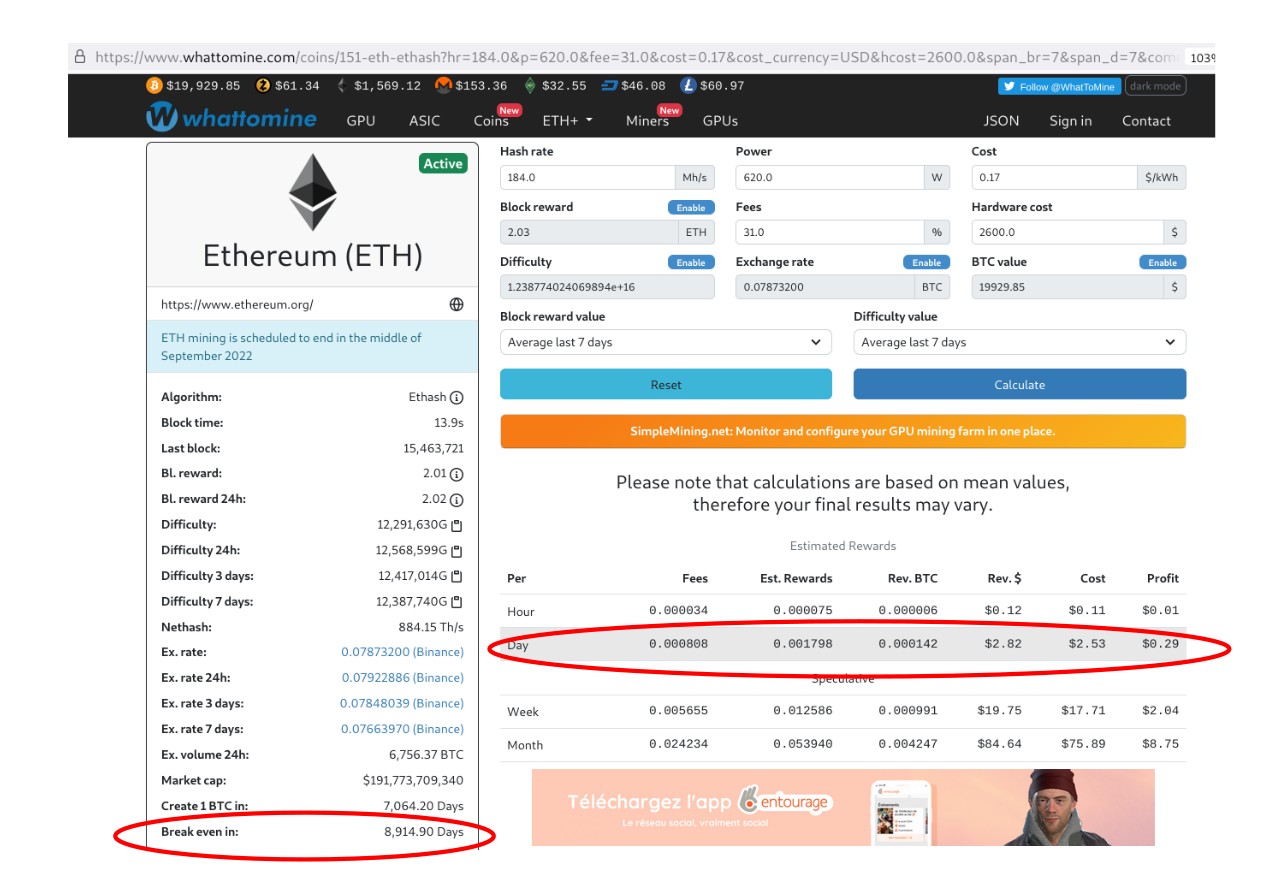 https://www.whattomine.com/coins/151-eth-ethash?hr=184.0&p=620.0&fee=31.0&cost=0.17&cost_currency=USD&hcost=2600.0&span_br=7&span_d=7&com 103%
$19,929.85 $61.34 $1,569.12 $153.36 $32.55 $46.08 $60.97 Follow @WhatToMine dark mode
whattomine GPU ASIC Coins New ETH+ Miners New GPUs JSON Sign in Contact
Active
Ethereum (ETH)
https://www.ethereum.org/
ETH mining is scheduled to end in the middle of
September 2022
Algorithm: Ethash
Block time: 13.9s
Last block: 15,463,721
Bl. reward: 2.01
Bl. reward 24h: 2.02
Difficulty: 12,291,630G
Difficulty 24h: 12,568,599G
Difficulty 3 days: 12,417,014G
Difficulty 7 days: 12,387,740G
Nethash: 884.15 Th/s
Ex. rate: 0.07873200 (Binance)
Ex. rate 24h: 0.07922886 (Binance)
Ex. rate 3 days: 0.07848039 (Binance)
Ex. rate 7 days: 0.07663970 (Binance)
Ex. volume 24h: 6,756.37 BTC
Market cap: $191,773,709,340
Create 1 BTC in: 7,064.20 Days
Break even in: 8,914.90 Days
Hash rate Power Cost
184.0 Mh/s 620.0 W 0.17 $/kWh
Block reward Enable Fees Hardware cost
2.03 ETH 31.0 % 2600.0 $
Difficulty Enable Exchange rate Enable BTC value Enable
1.238774024069894e+16 0.07873200 BTC 19929.85 $
Block reward value Difficulty value
Average last 7 days Average last 7 days
Reset Calculate
SimpleMining.net: Monitor and configure your GPU mining farm in one place.
Please note that calculations are based on mean values,
therefore your final results may vary.
Estimated Rewards
Per Fees Est. Rewards Rev. BTC Rev. $ Cost Profit
Hour 0.000034 0.000075 0.000006 $0.12 $0.11 $0.01
Day 0.000808 0.001798 0.000142 $2.82 $2.53 $0.29
Speculative
Week 0.005655 0.012586 0.000991 $19.75 $17.71 $2.04
Month 0.024234 0.053940 0.004247 $84.64 $75.89 $8.75
Téléchargez l'app entourage
Le réseau social, vraiment social